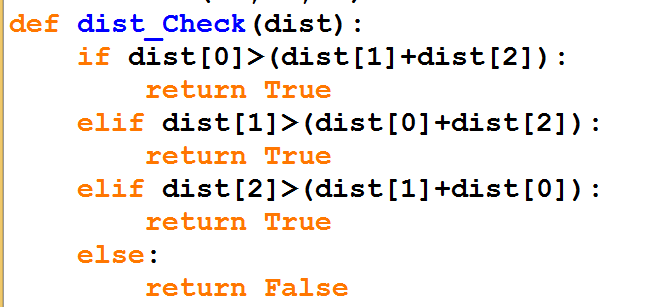 def dist_Check(dist):
    if dist[0]>(dist[1]+dist[2]):
        return True
    elif dist[1]>(dist[0]+dist[2]):
        return True
    elif dist[2]>(dist[1]+dist[0]):
        return True
    else:
        return False